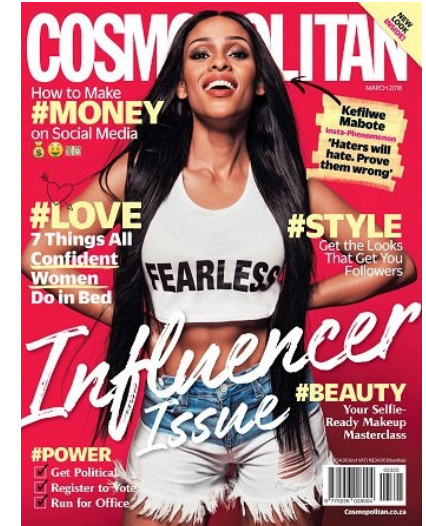 COSMOPOLITAN
NEW
LOOK
INSIDE!
MARCH 2018
How to Make
#MONEY
on Social Media
Kefilwe
Mabote
Insta-Phenomenon
'Haters will
hate. Prove
them wrong'
#LOVE
7 Things All
Confident
Women
Do in Bed
#STYLE
Get the Looks
That Get You
Followers
FEARLESS
Influencer
Issue
#BEAUTY
Your Selfie-
Ready Makeup
Masterclass
#POWER
Get Political
Register to Vote
Run for Office
Cosmopolitan.co.za